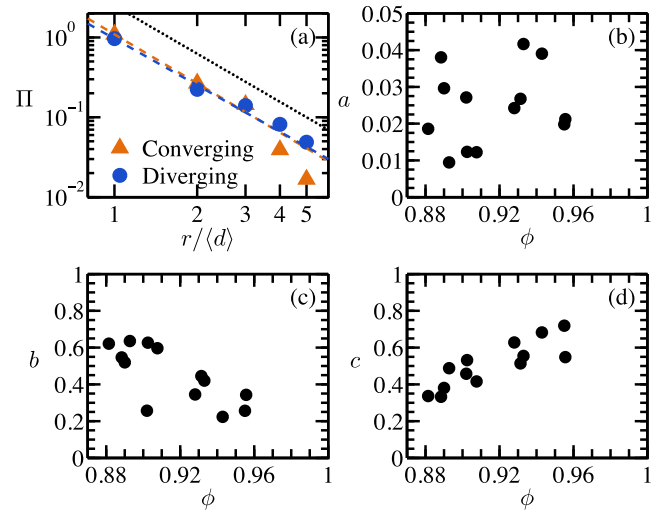 10⁰
(a)
Π
10⁻¹
Converging
Diverging
10⁻²
1 2 3 4 5
r/⟨d⟩
0.05
(b)
0.04
0.03
a
0.02
0.01
0
0.88 0.92 0.96 1
ϕ
1
(c)
0.8
0.6
b
0.4
0.2
0
0.88 0.92 0.96 1
ϕ
1
(d)
0.8
0.6
c
0.4
0.2
0
0.88 0.92 0.96 1
ϕ